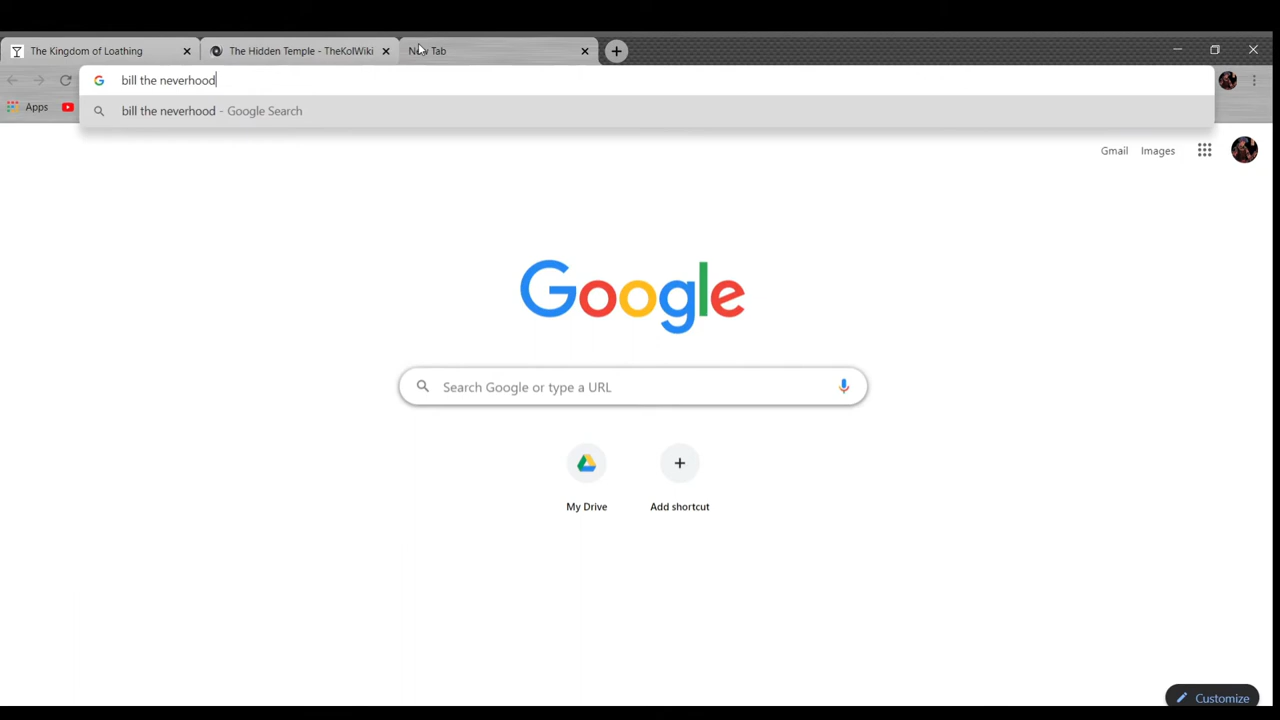 The Kingdom of Loathing
The Hidden Temple - TheKolWiki
New Tab
bill the neverhood
Apps
bill the neverhood - Google Search
Gmail
Images
Google
Search Google or type a URL
My Drive
Add shortcut
Customize